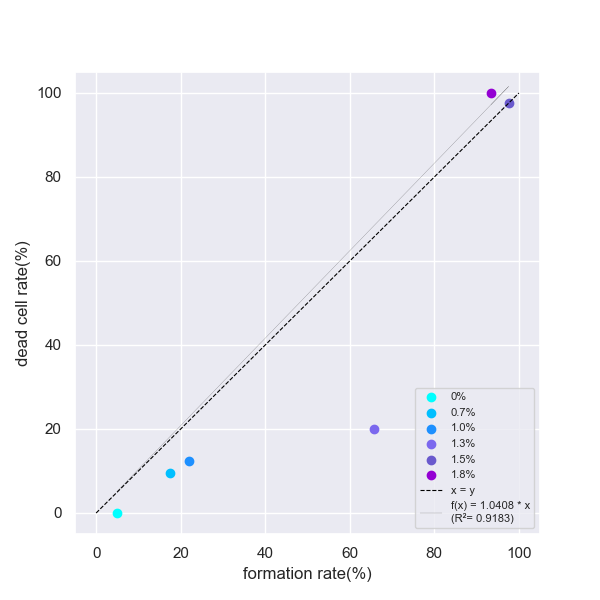 100
80
60
40
20
0
dead cell rate(%)
0 20 40 60 80 100
formation rate(%)
0%
0.7%
1.0%
1.3%
1.5%
1.8%
x = y
f(x) = 1.0408 * x
(R²= 0.9183)